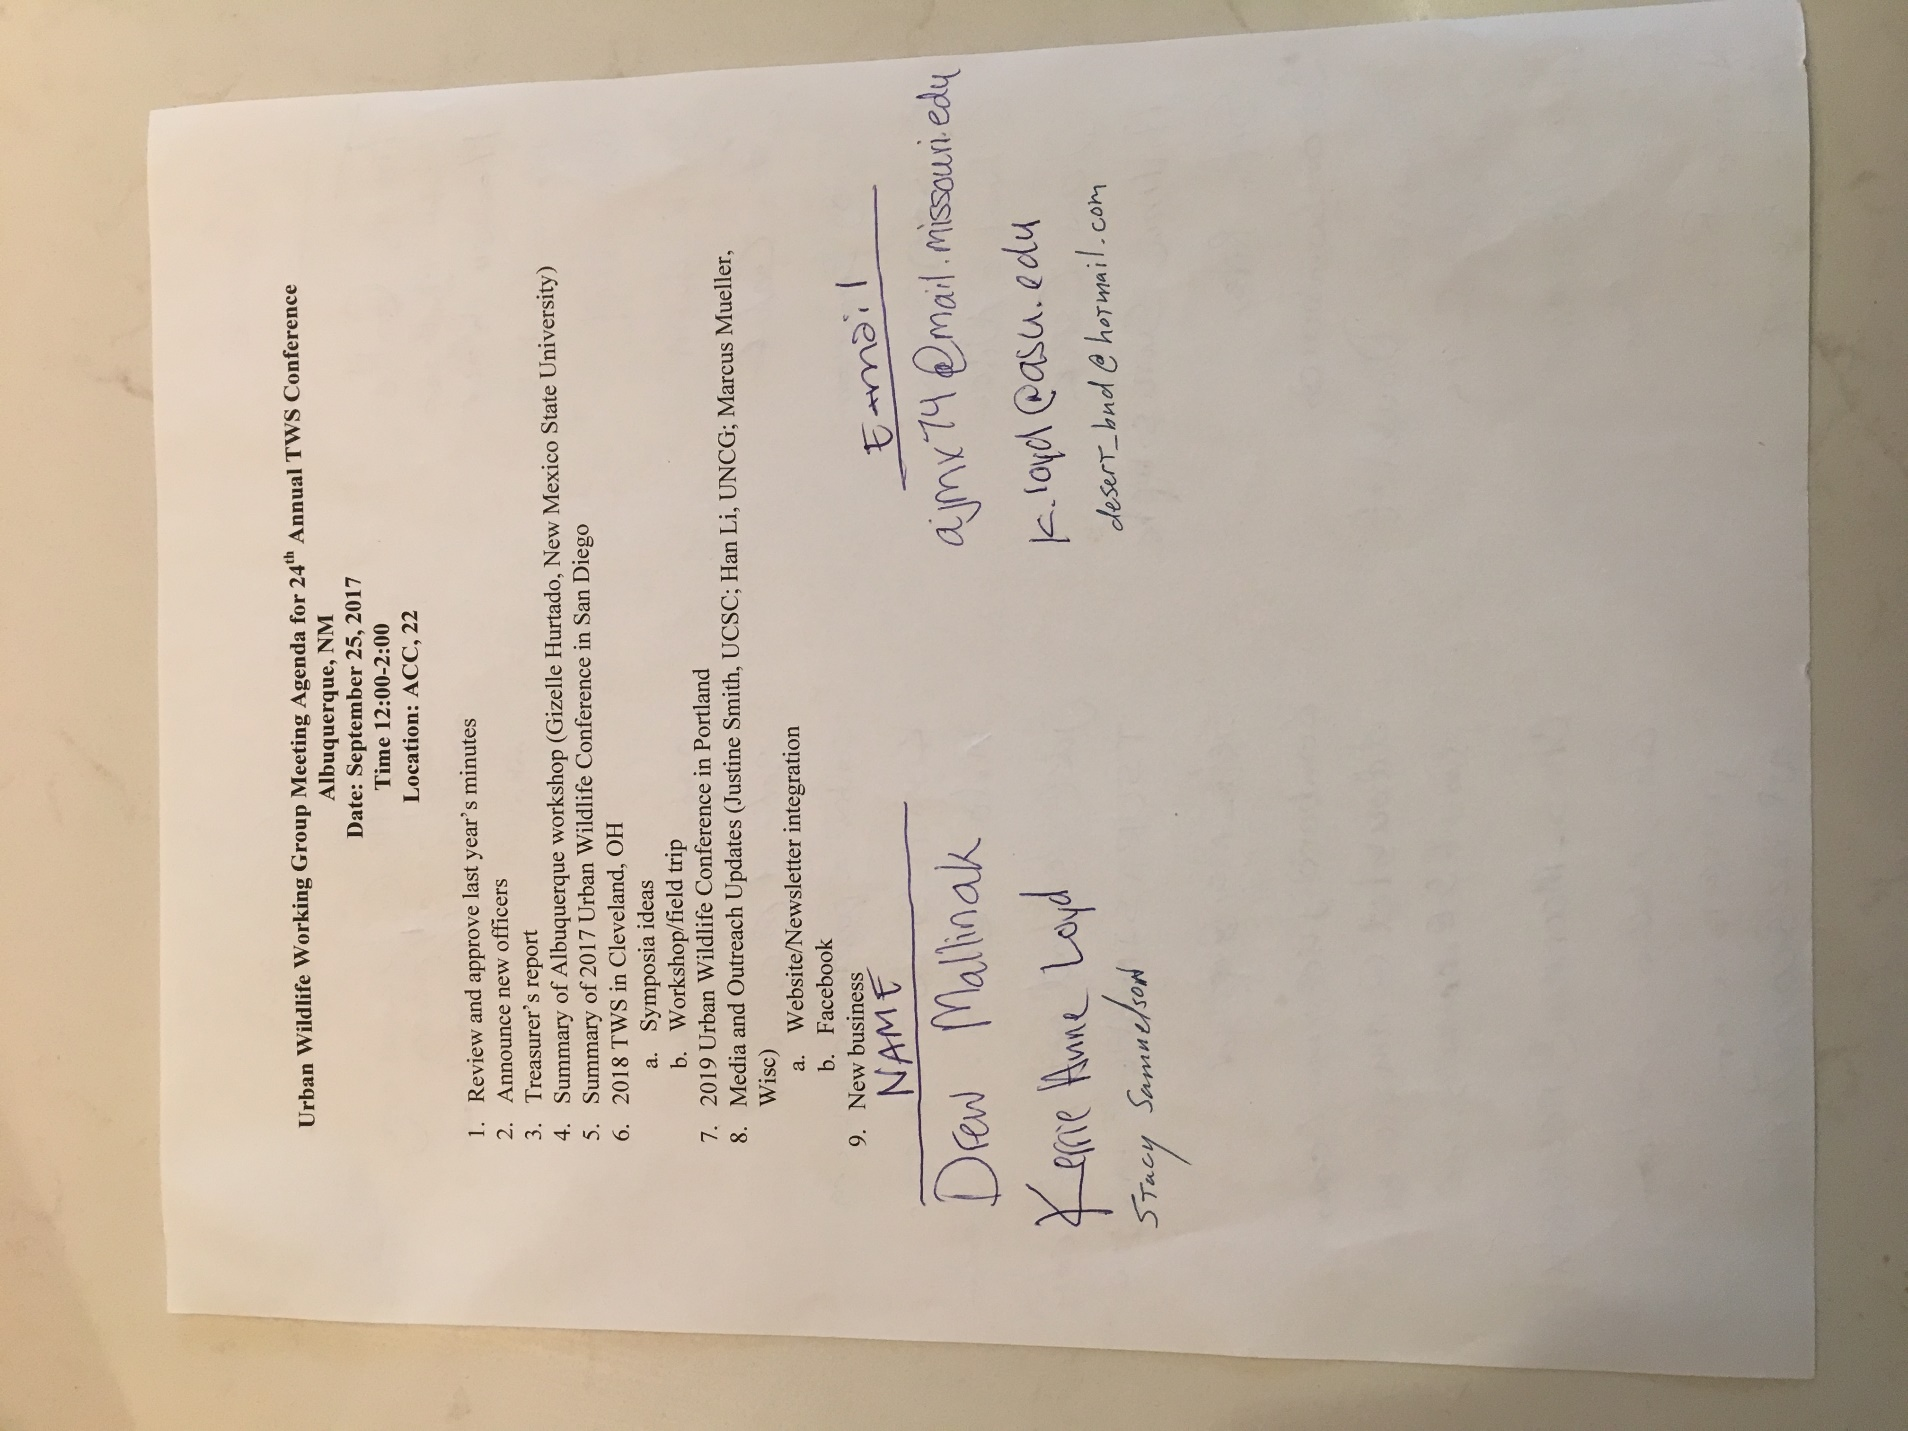 Urban Wildlife Working Group Meeting Agenda for 24th Annual TWS Conference
Albuquerque, NM
Date: September 25, 2017
Time 12:00-2:00
Location: ACC, 22
1. Review and approve last year's minutes
2. Announce new officers
3. Treasurer's report
4. Summary of Albuquerque workshop (Gizelle Hurtado, New Mexico State University)
5. Summary of 2017 Urban Wildlife Conference in San Diego
6. 2018 TWS in Cleveland, OH
a. Symposia ideas
b. Workshop/field trip
7. 2019 Urban Wildlife Conference in Portland
8. Media and Outreach Updates (Justine Smith, UCSC; Han Li, UNCG; Marcus Mueller,
Wisc)
a. Website/Newsletter integration
b. Facebook
9. New business
NAME E-mail
Drew Mallinak ajmx74@mail.missouri.edu
Kerrie Anne Loyd k.loyd@asu.edu
Stacy Samuelson desert_bnd@hotmail.com